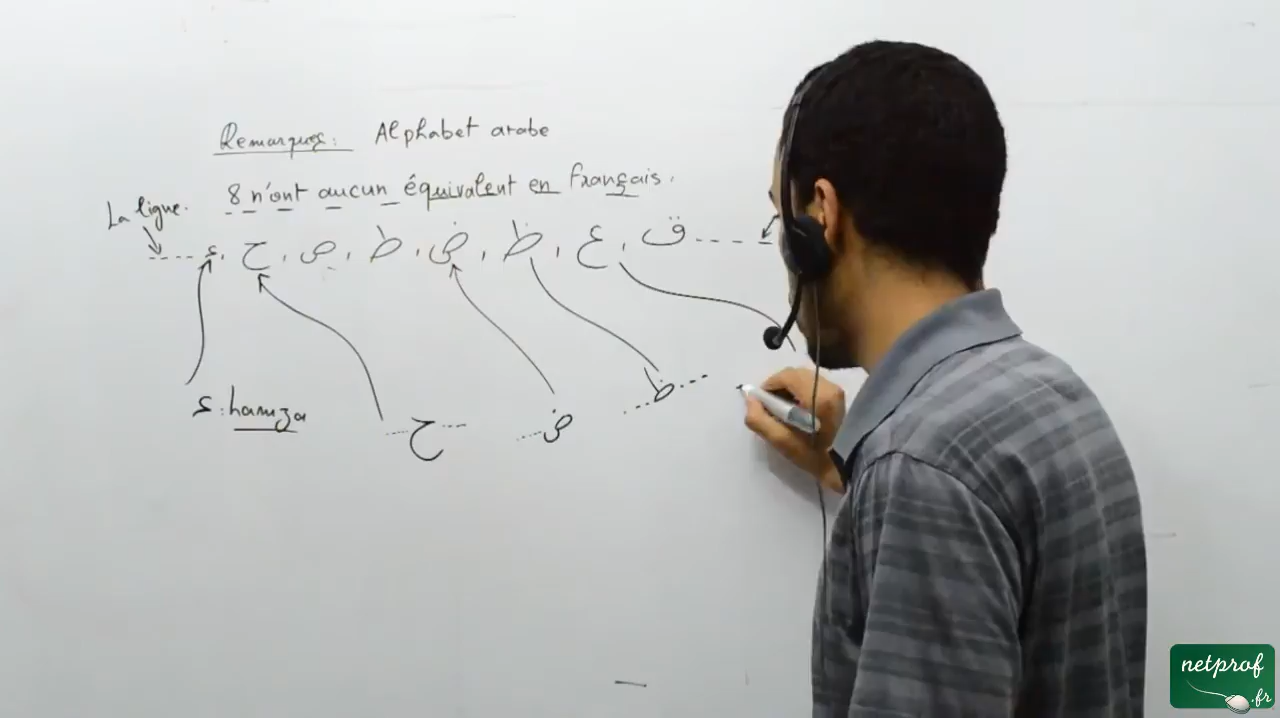 Remarques: Alphabet arabe
8 n'ont aucun équivalent en français.
La ligne.
ء, ح, ص, ط, ض, ظ, ع, ق
ء: hamza
ح
ض
ظ
netprof
.fr